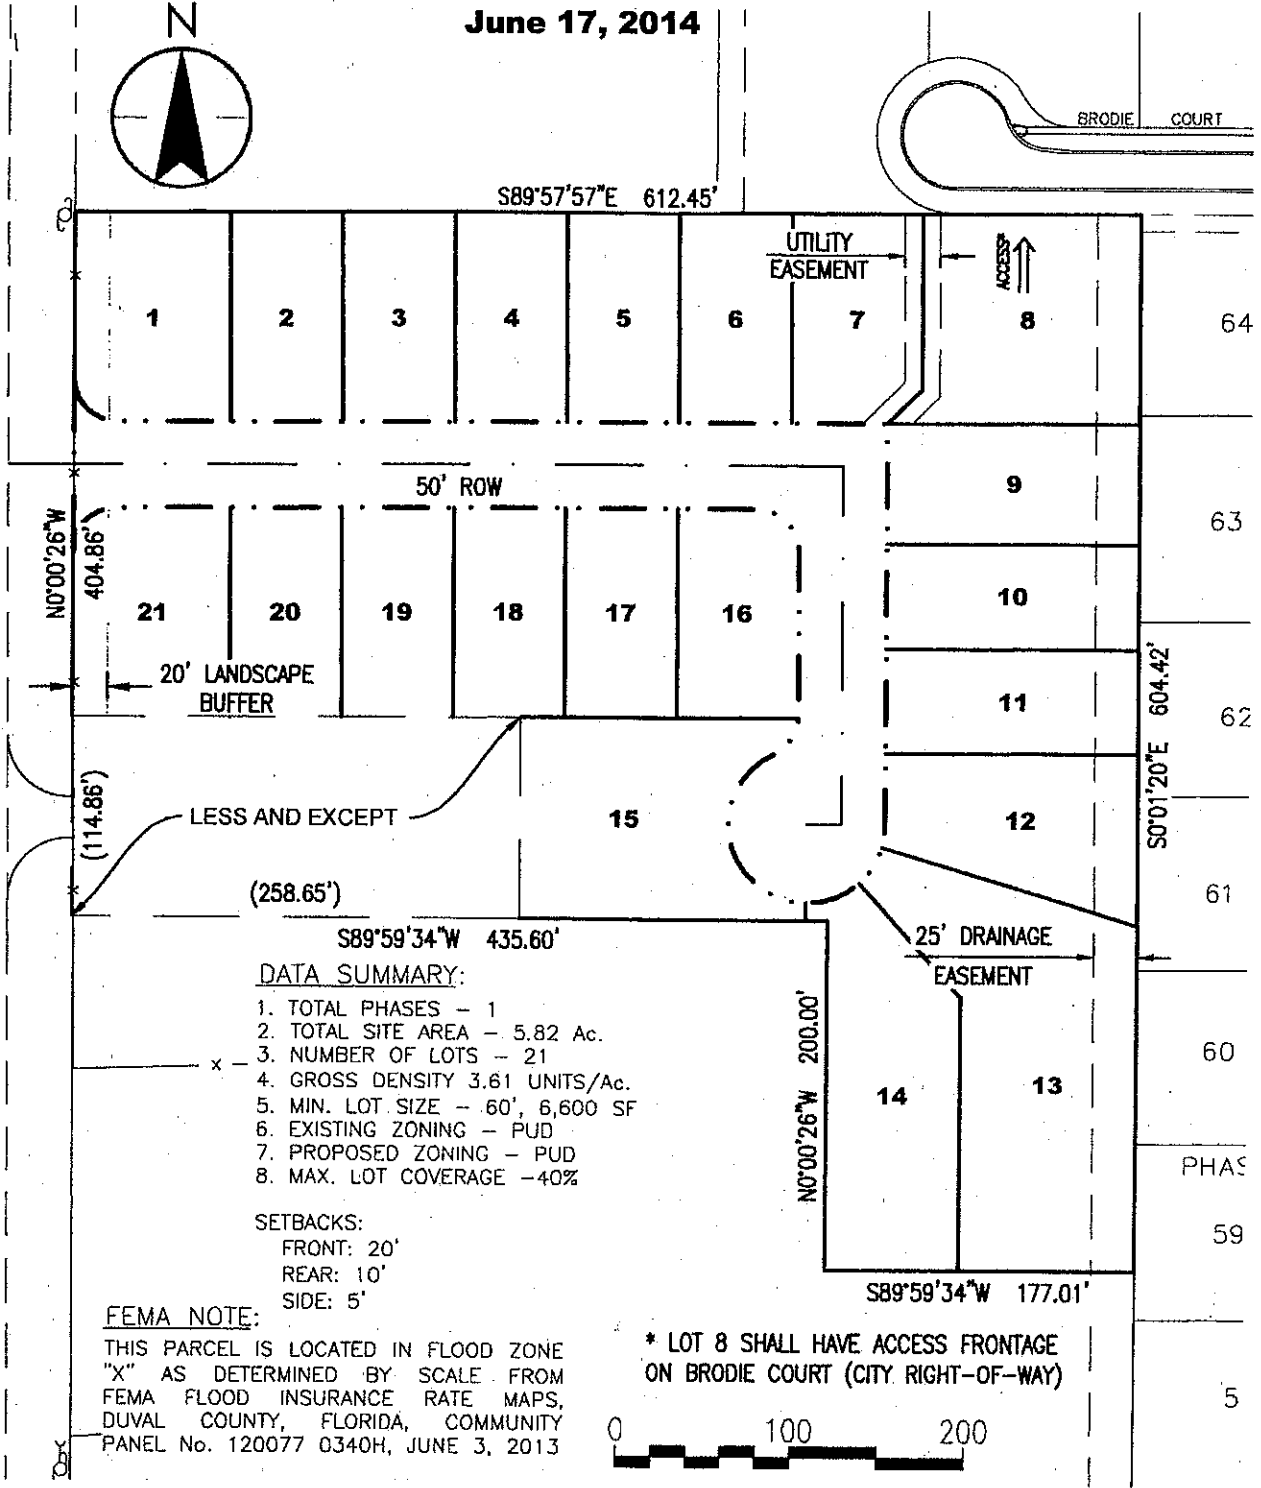 June 17, 2014
N
BRODIE COURT
S89°57'57"E 612.45'
UTILITY
EASEMENT
ACCESS*
1
2
3
4
5
6
7
8
64
50' ROW
9
63
N0°00'26"W
404.86'
21
20
19
18
17
16
10
20' LANDSCAPE
BUFFER
11
62
S0°01'20"E 604.42'
(114.86')
LESS AND EXCEPT
15
12
(258.65')
61
S89°59'34"W 435.60'
25' DRAINAGE
EASEMENT
DATA SUMMARY:
1. TOTAL PHASES – 1
2. TOTAL SITE AREA – 5.82 Ac.
3. NUMBER OF LOTS – 21
4. GROSS DENSITY 3.61 UNITS/Ac.
5. MIN. LOT SIZE – 60', 6,600 SF
6. EXISTING ZONING – PUD
7. PROPOSED ZONING – PUD
8. MAX. LOT COVERAGE –40%
N0°00'26"W 200.00'
14
13
60
PHAS
59
SETBACKS:
FRONT: 20'
REAR: 10'
SIDE: 5'
S89°59'34"W 177.01'
FEMA NOTE:
THIS PARCEL IS LOCATED IN FLOOD ZONE
"X" AS DETERMINED BY SCALE FROM
FEMA FLOOD INSURANCE RATE MAPS,
DUVAL COUNTY, FLORIDA, COMMUNITY
PANEL No. 120077 0340H, JUNE 3, 2013
* LOT 8 SHALL HAVE ACCESS FRONTAGE
ON BRODIE COURT (CITY RIGHT–OF–WAY)
5
0 100 200